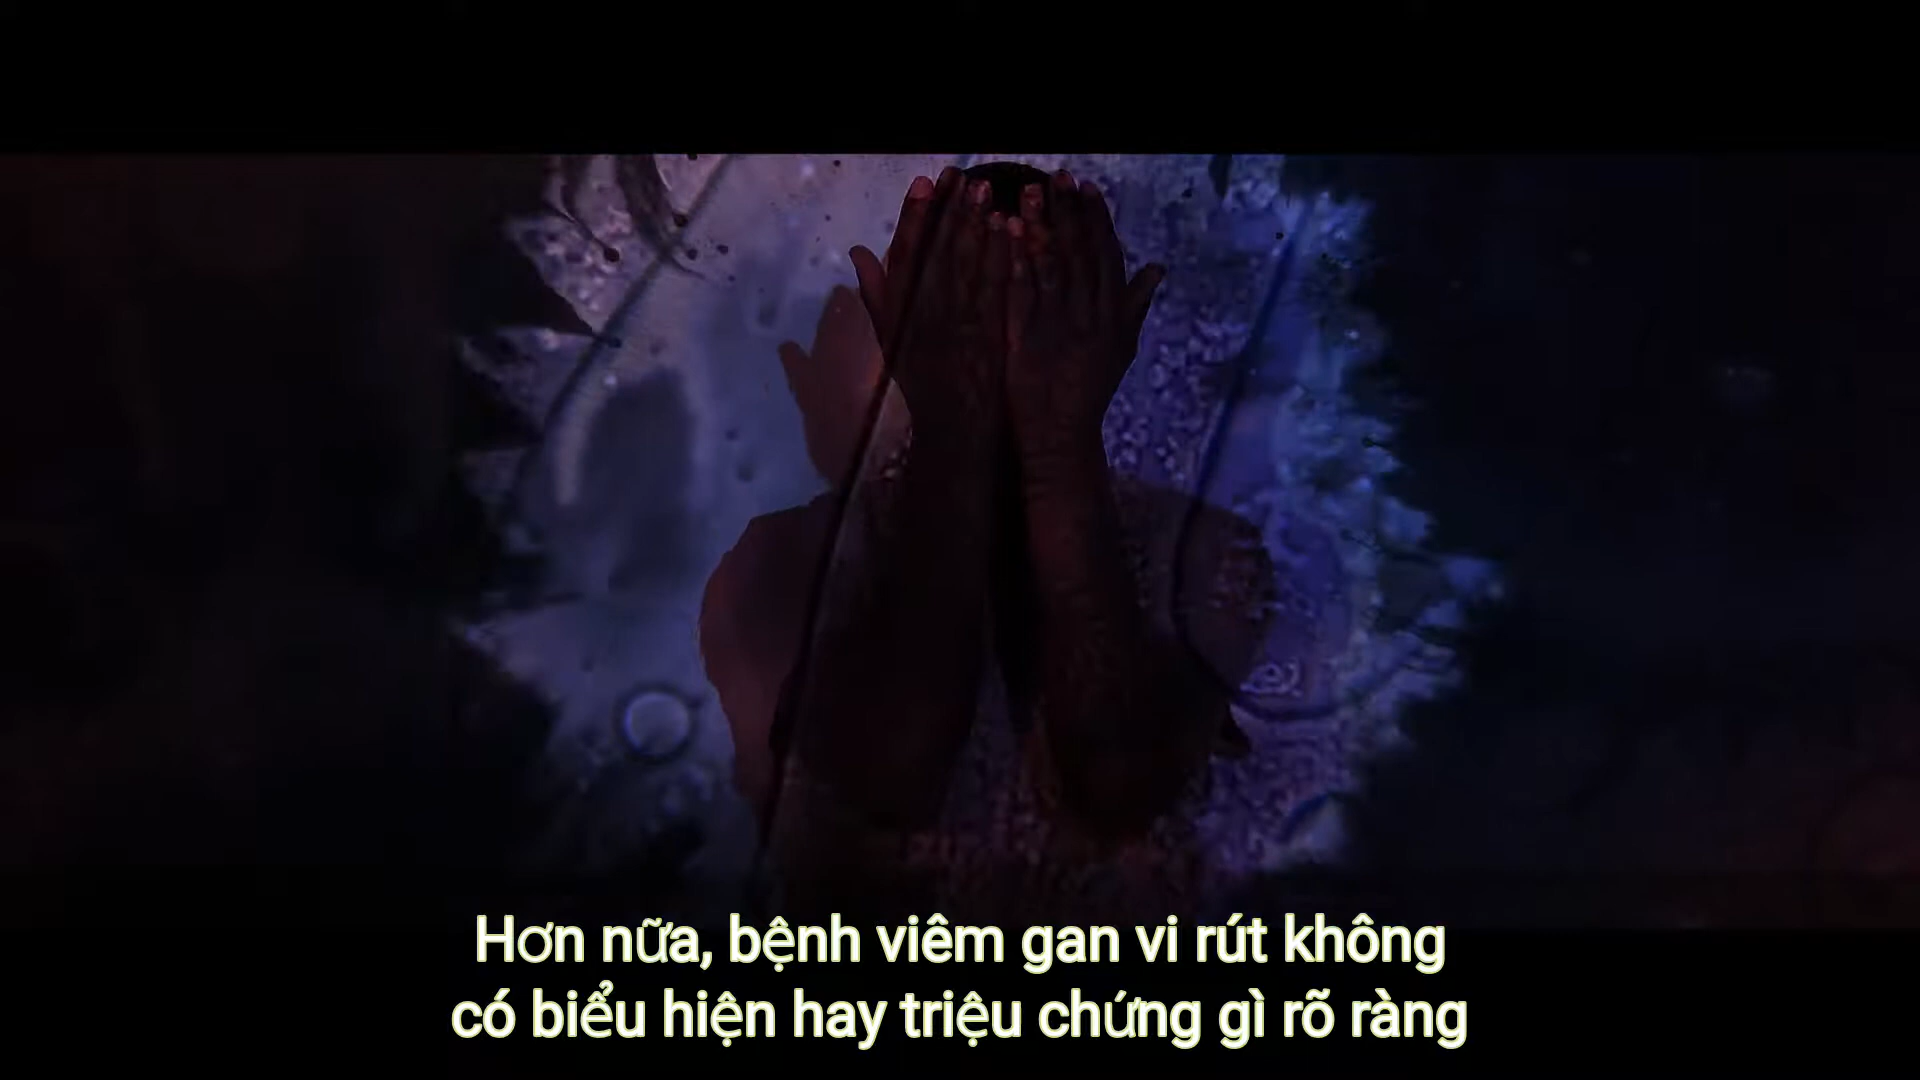 Hơn nữa, bệnh viêm gan vi rút không
có biểu hiện hay triệu chứng gì rõ ràng